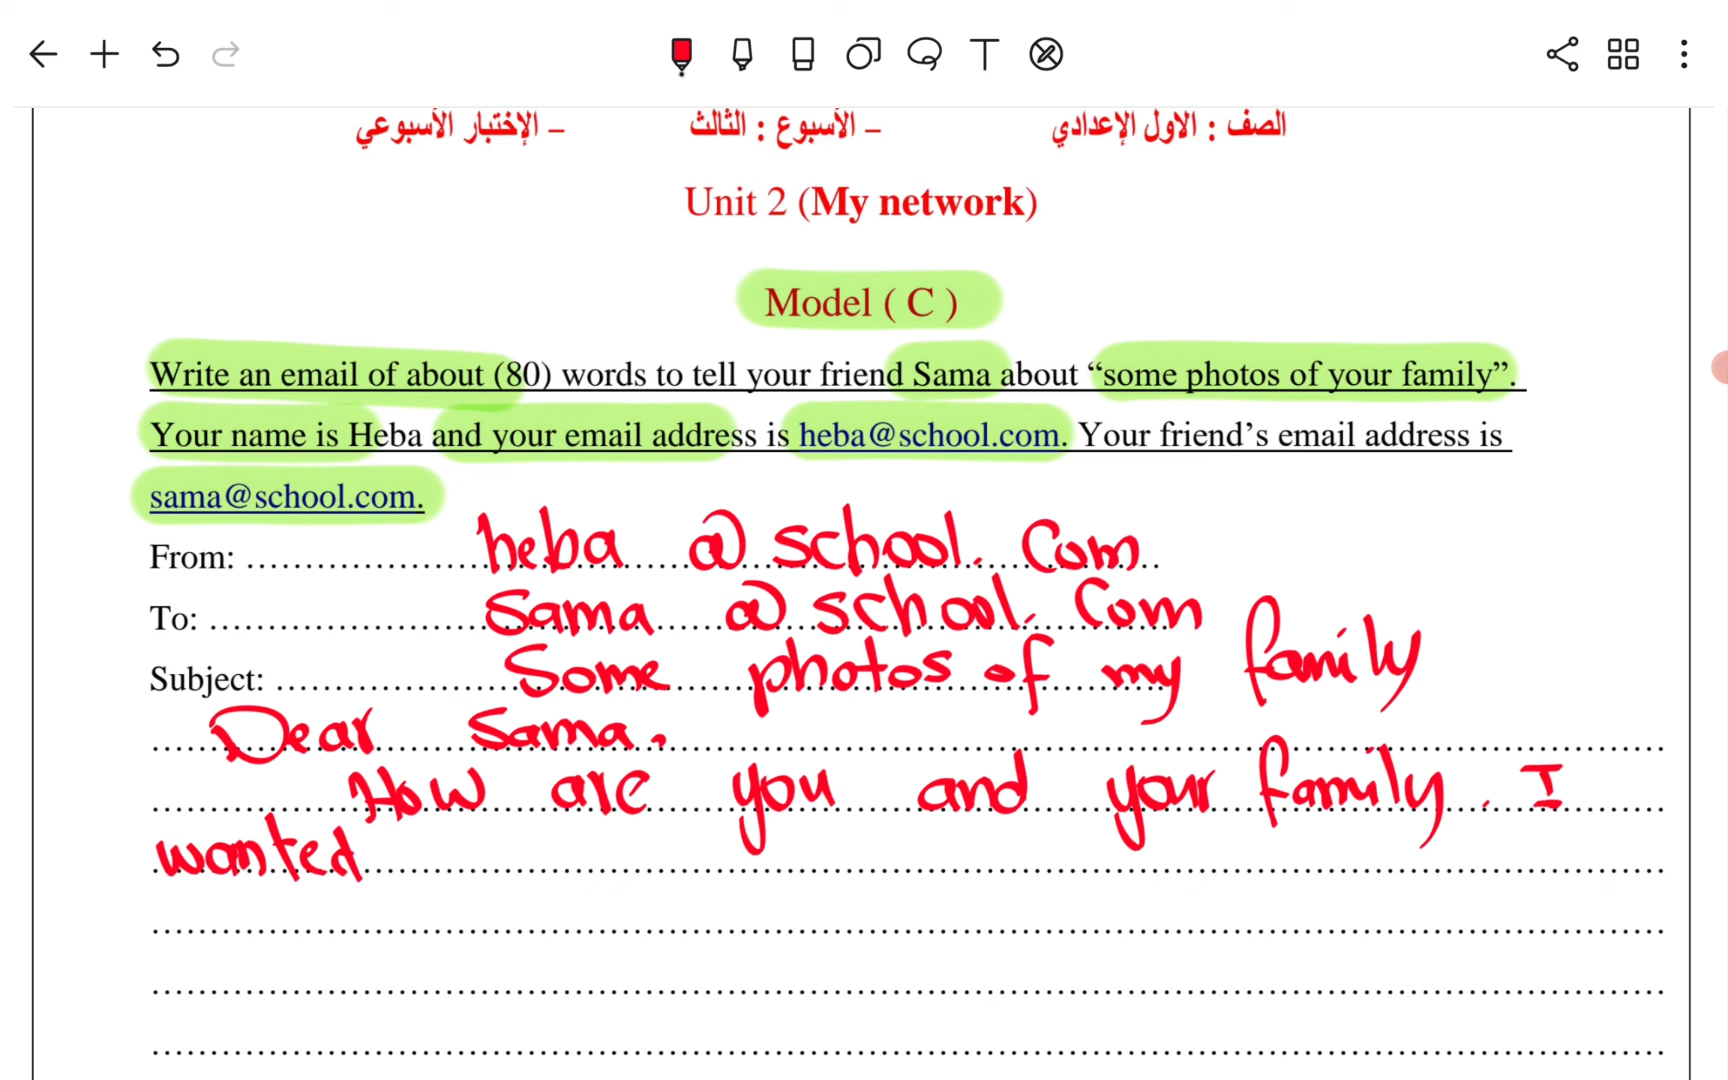 الصف : الاول الإعدادي – الأسبوع : الثالث – الإختبار الأسبوعي
Unit 2 (My network)
Model ( C )
Write an email of about (80) words to tell your friend Sama about “some photos of your family”.
Your name is Heba and your email address is heba@school.com. Your friend’s email address is
sama@school.com.
From: ........ heba @ school. Com
To: ........ Sama @ school. Com
Subject: ........ Some photos of my family
Dear Sama,
How are you and your family. I
wanted